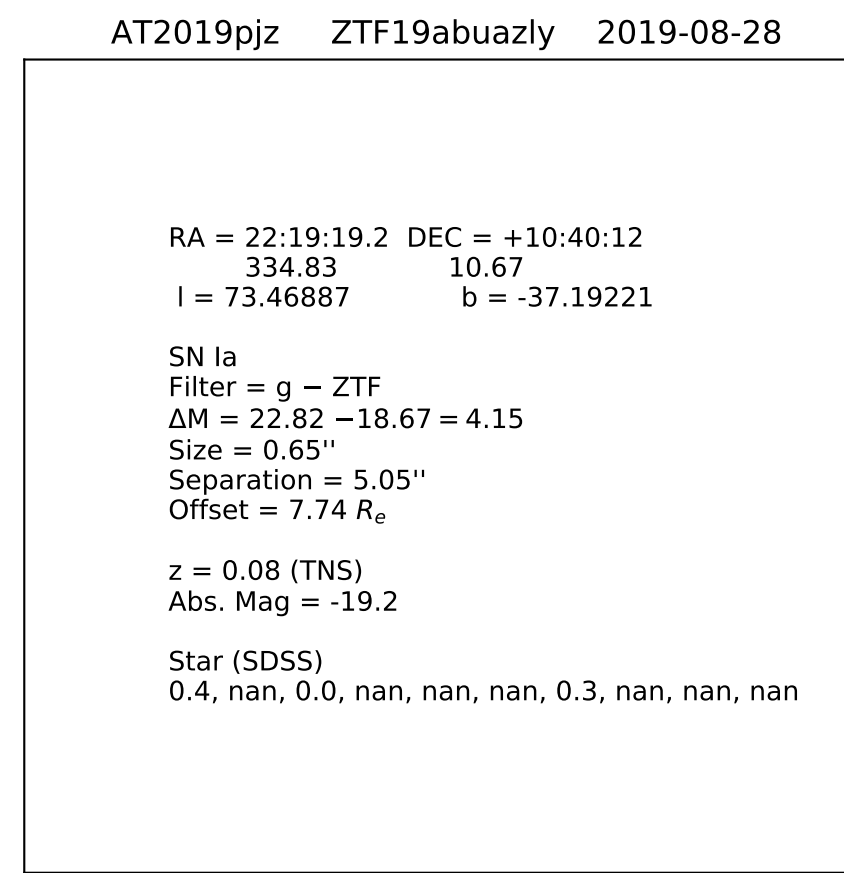 AT2019pjz ZTF19abuazly 2019-08-28
RA = 22:19:19.2 DEC = +10:40:12
334.83 10.67
l = 73.46887 b = -37.19221
SN Ia
Filter = g − ZTF
ΔM = 22.82 −18.67 = 4.15
Size = 0.65''
Separation = 5.05''
Offset = 7.74 Rₑ
z = 0.08 (TNS)
Abs. Mag = -19.2
Star (SDSS)
0.4, nan, 0.0, nan, nan, nan, 0.3, nan, nan, nan